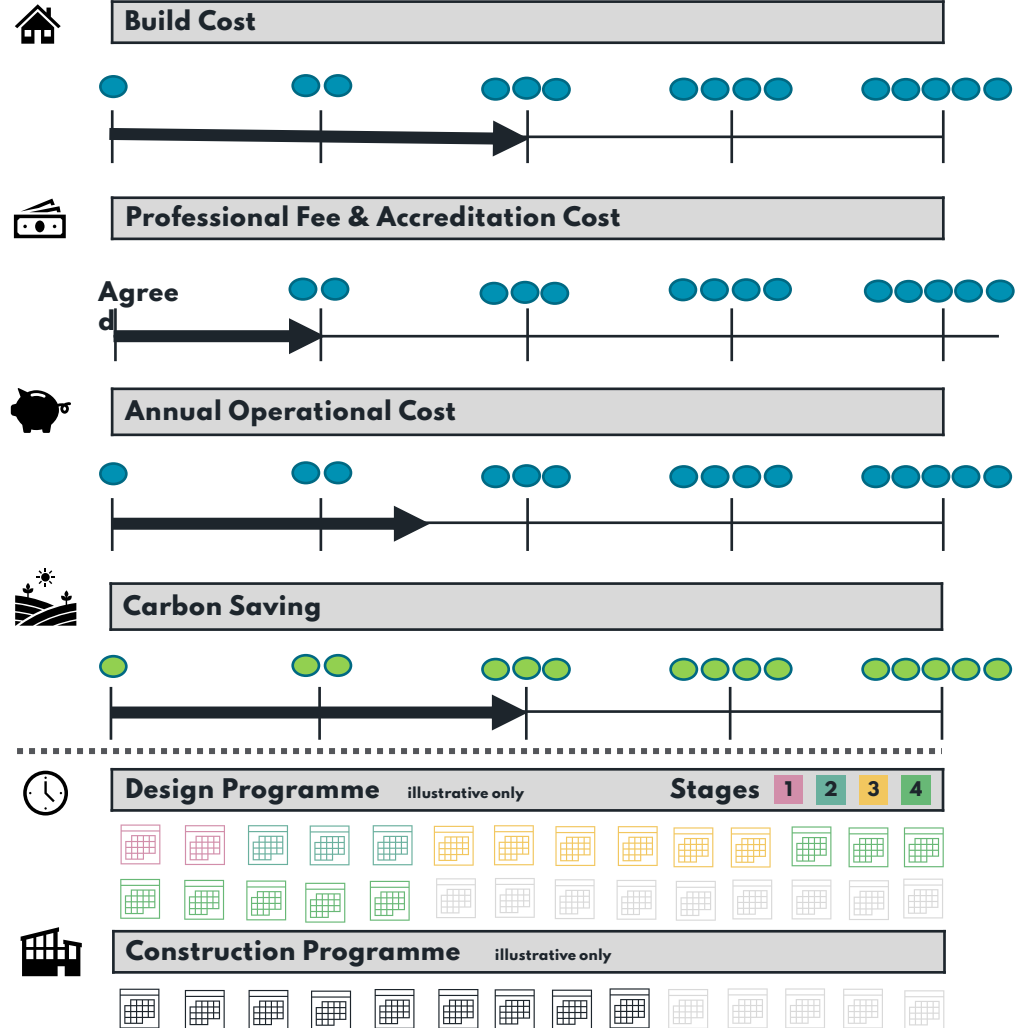 Build Cost
Professional Fee & Accreditation Cost
Agree
d
Annual Operational Cost
Carbon Saving
Design Programme illustrative only Stages 1 2 3 4
Construction Programme illustrative only